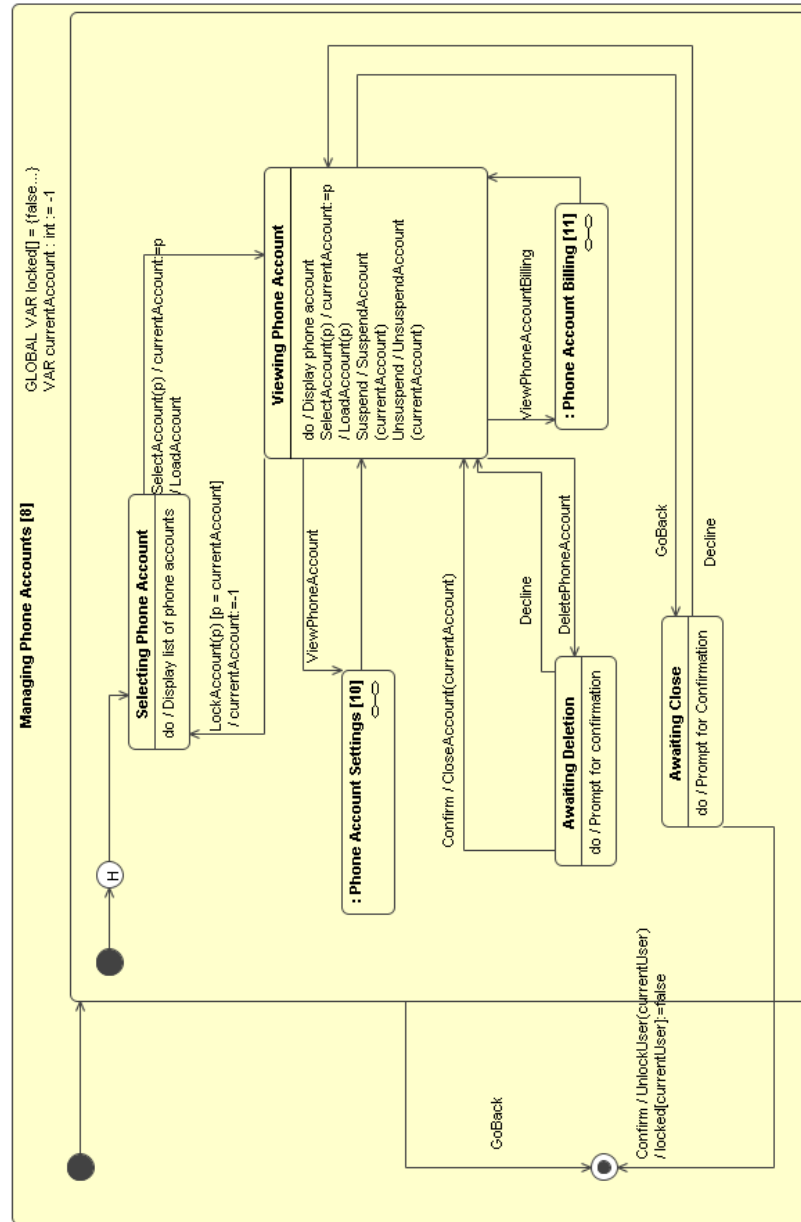 Managing Phone Accounts [8]
GLOBAL VAR locked[] = {false...}
VAR currentAccount : int := -1
H
Selecting Phone Account
do / Display list of phone accounts
SelectAccount(p) / currentAccount:=p
/ LoadAccount
LockAccount(p) [p = currentAccount]
/ currentAccount:=-1
Viewing Phone Account
do / Display phone account
SelectAccount(p) / currentAccount:=p
/ LoadAccount(p)
Suspend / SuspendAccount
(currentAccount)
Unsuspend / UnsuspendAccount
(currentAccount)
ViewPhoneAccount
: Phone Account Settings [10]
Confirm / CloseAccount(currentAccount)
Decline
DeletePhoneAccount
ViewPhoneAccountBilling
: Phone Account Billing [11]
Awaiting Deletion
do / Prompt for confirmation
GoBack
Decline
Awaiting Close
do / Prompt for Confirmation
GoBack
Confirm / UnlockUser(currentUser)
/ locked[currentUser]:=false